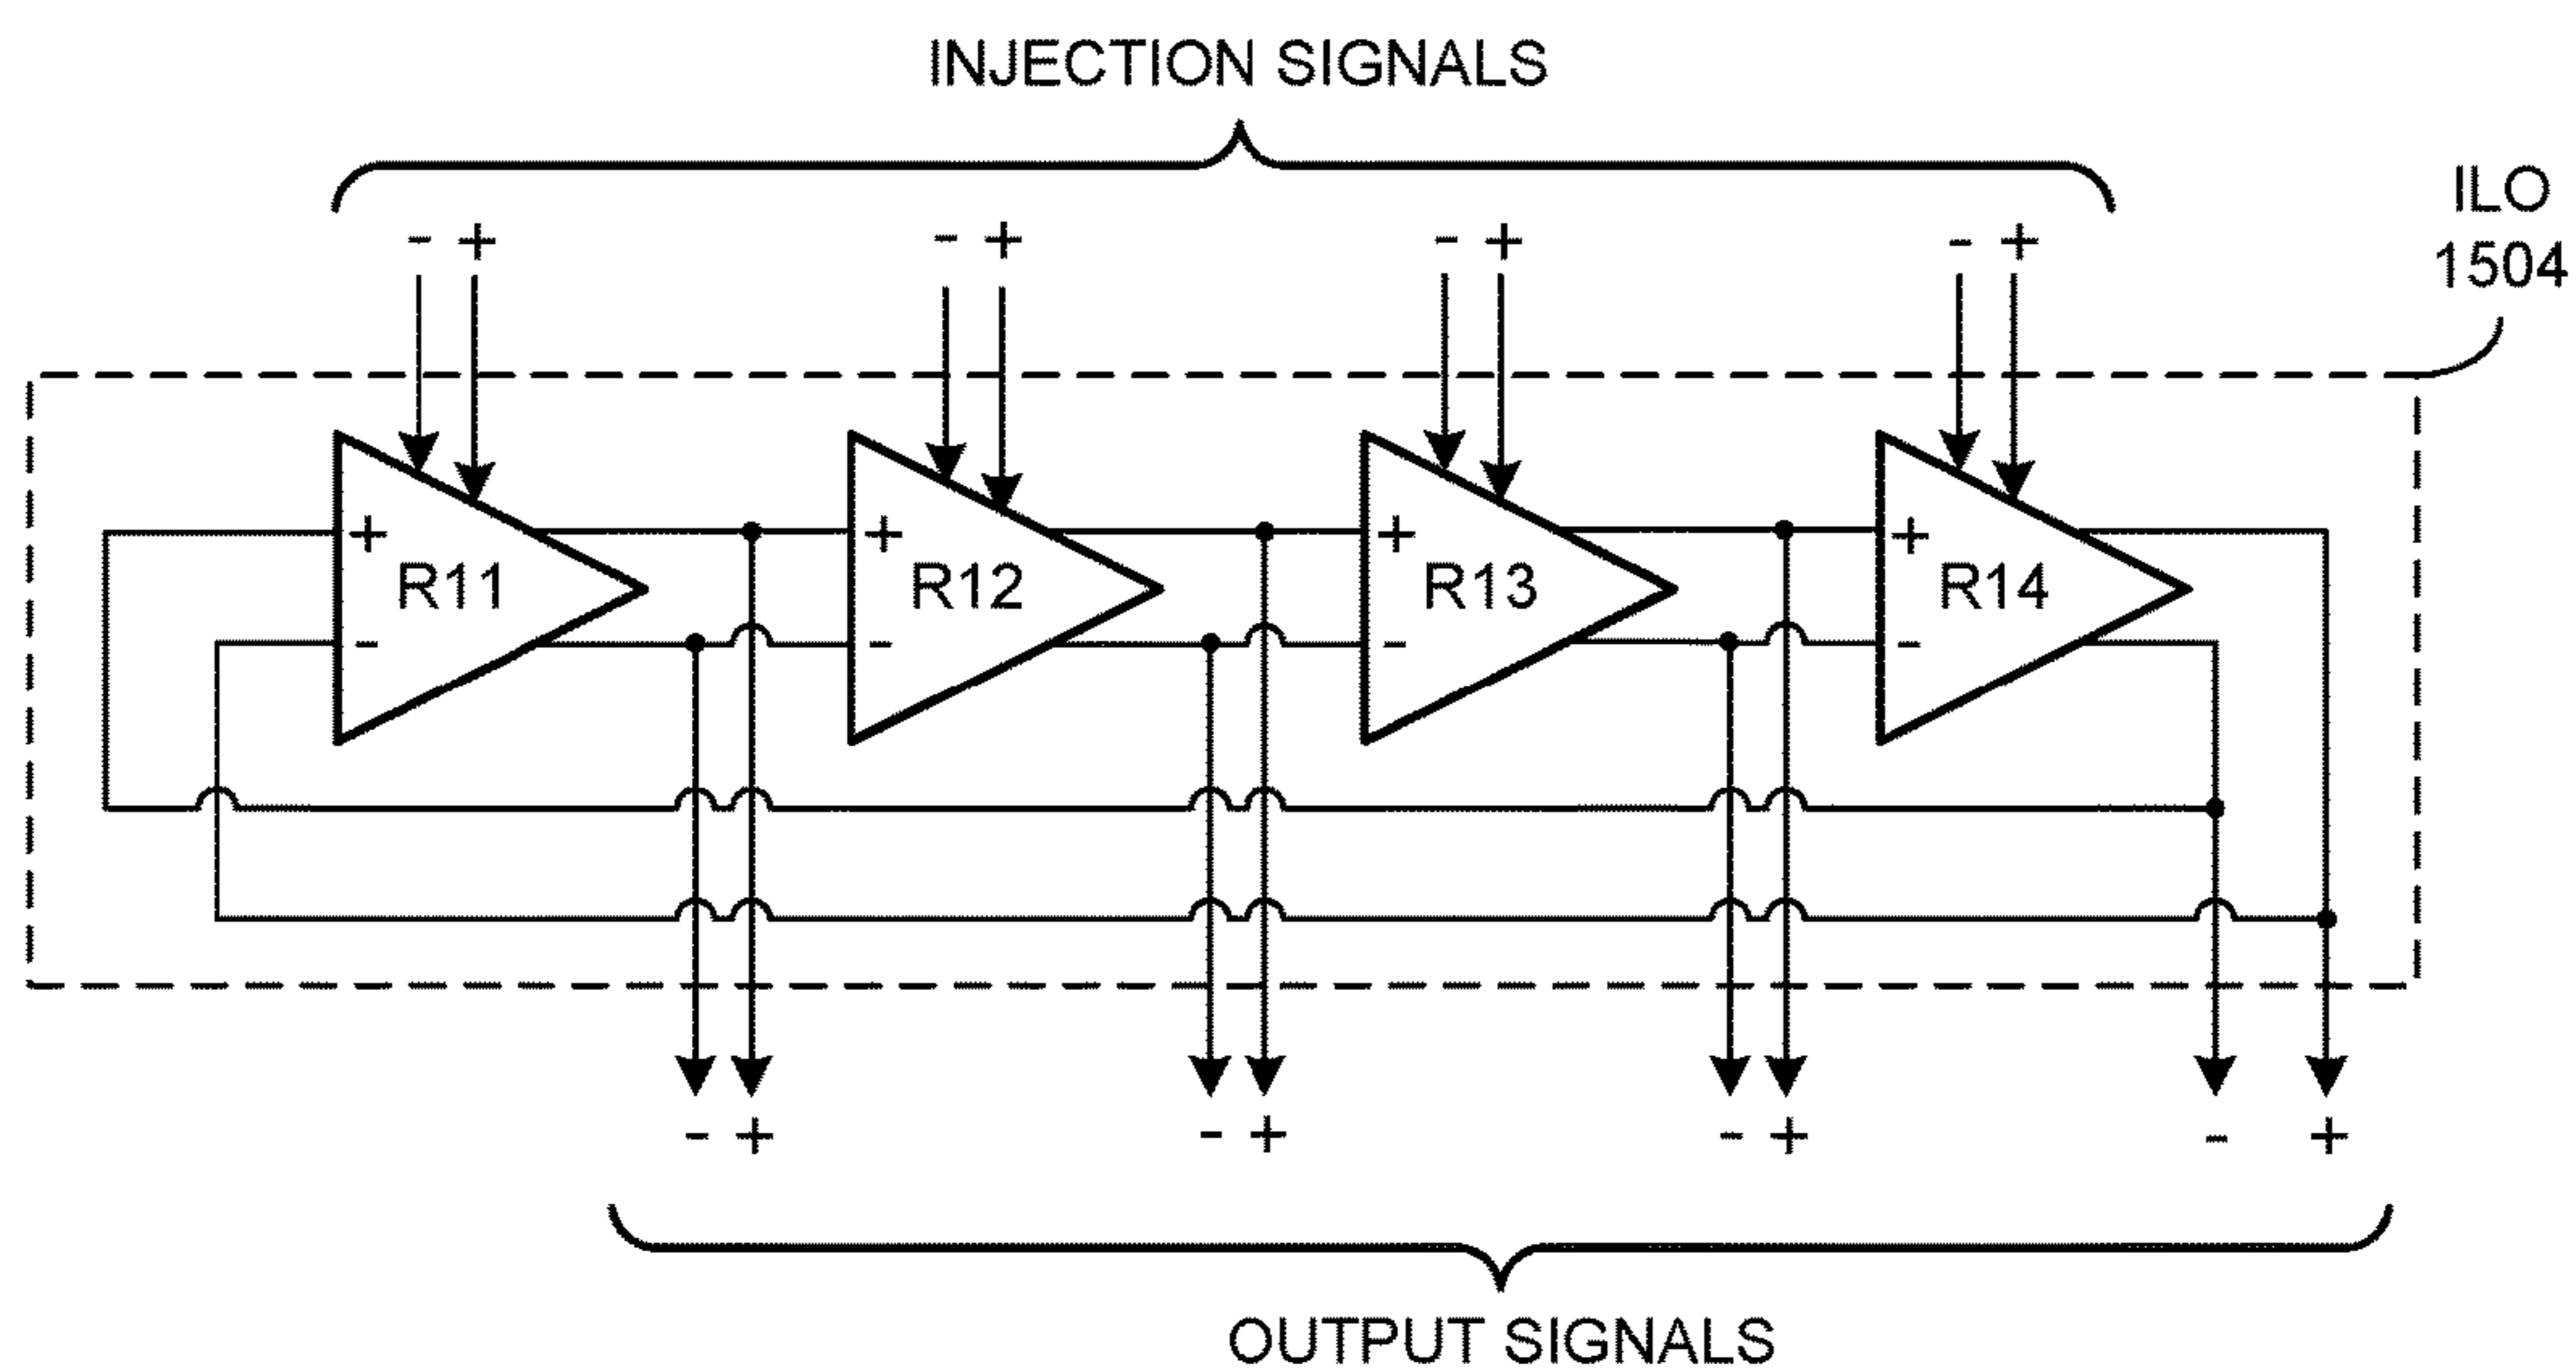 INJECTION SIGNALS
ILO
1504
- + - + - + - +
+ + + +
R11 R12 R13 R14
- - - -
- + - + - + - +
OUTPUT SIGNALS